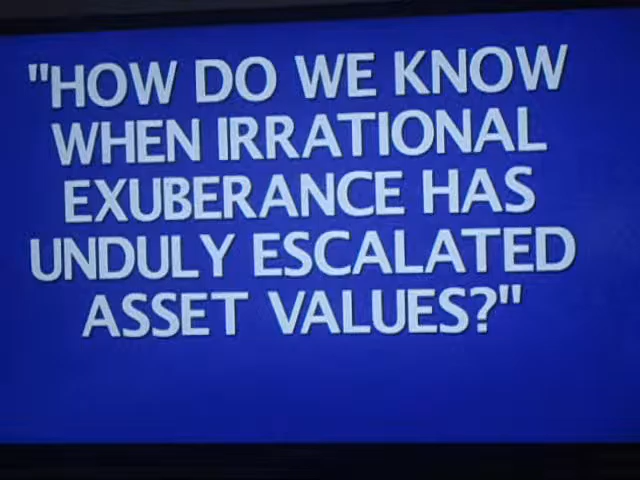 "HOW DO WE KNOW
WHEN IRRATIONAL
EXUBERANCE HAS
UNDULY ESCALATED
ASSET VALUES?"